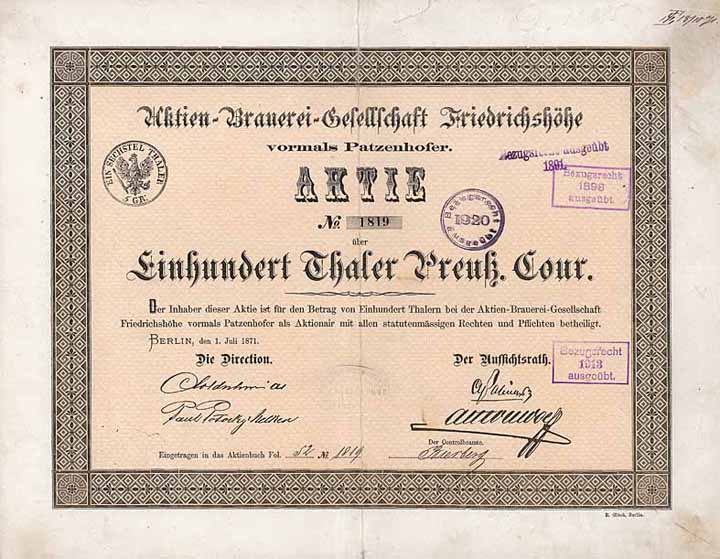 Aktien-Brauerei-Gesellschaft Friedrichshöhe
vormals Patzenhofer.
EIN SECHSTEL THALER
5 GR.
AKTIE
Bezugsrecht ausgeübt
1891.
Bezugsrecht
1898
ausgeübt.
No 1819
Bezugsrecht
1920
ausgeübt
über
Einhundert Thaler Preuß. Cour.
Der Inhaber dieser Aktie ist für den Betrag von Einhundert Thalern bei der Aktien-Brauerei-Gesellschaft
Friedrichshöhe vormals Patzenhofer als Aktionair mit allen statutenmässigen Rechten und Pflichten betheiligt.
BERLIN, den 1. Juli 1871.
Die Direction.
Der Aufsichtsrath.
Bezugsrecht
1913
ausgeübt.
Der Controlbeamte.
Eingetragen in das Aktienbuch Fol. 52 No 1819